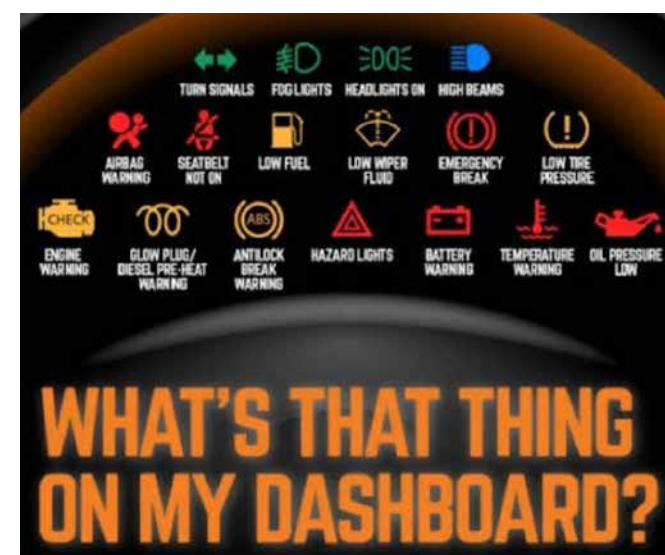 TURN SIGNALS FOG LIGHTS HEADLIGHTS ON HIGH BEAMS
AIRBAG WARNING
SEATBELT NOT ON
LOW FUEL
LOW WIPER FLUID
EMERGENCY BREAK
LOW TIRE PRESSURE
CHECK
ABS
ENGINE WARNING
GLOW PLUG/
DIESEL PRE-HEAT
WARNING
ANTILOCK
BREAK
WARNING
HAZARD LIGHTS
BATTERY
WARNING
TEMPERATURE
WARNING
OIL PRESSURE
LOW
WHAT'S THAT THING
ON MY DASHBOARD?